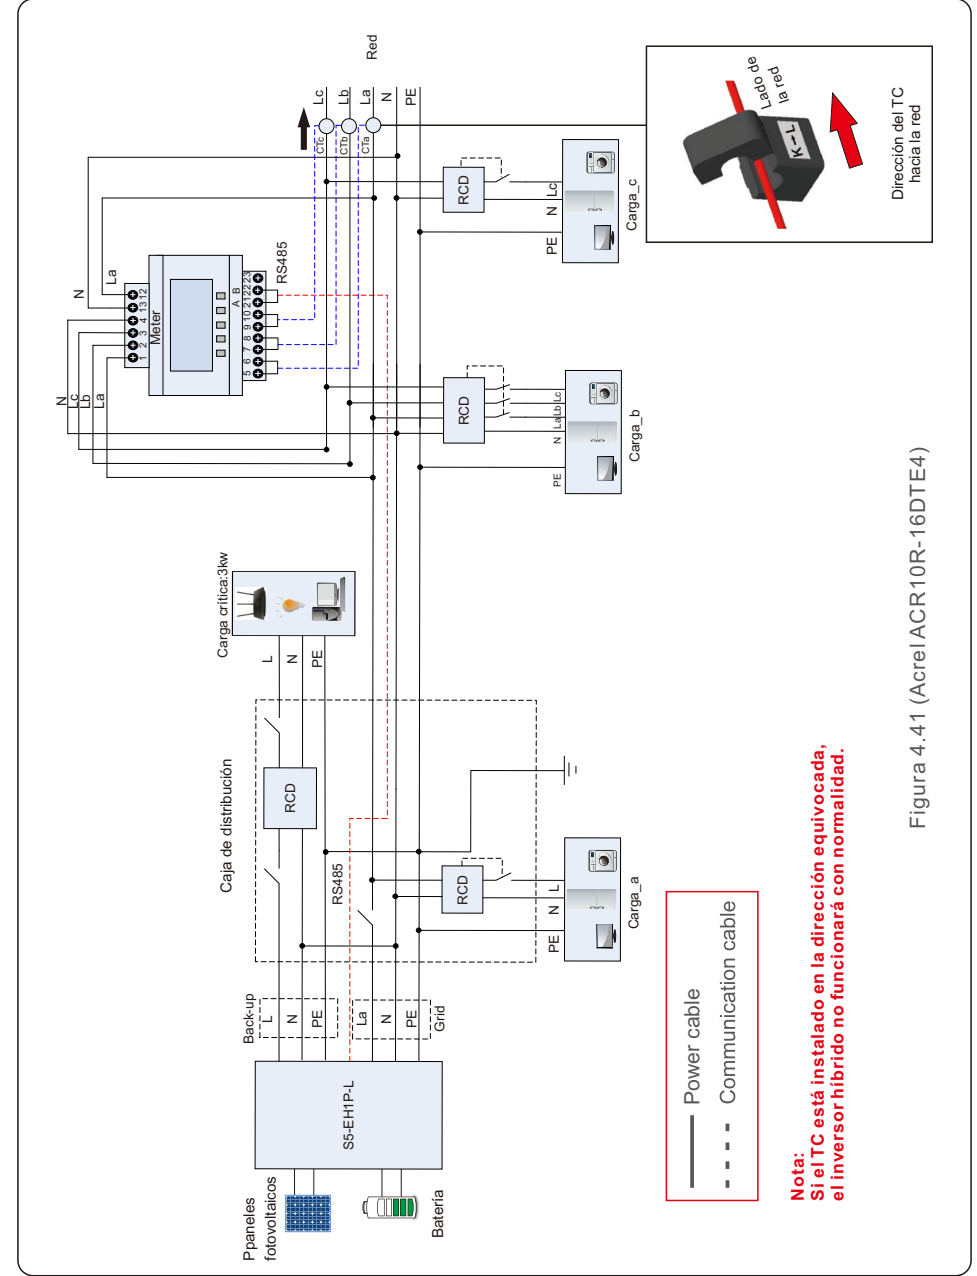 Red
Lc
Lb
La
N
PE
CTc
CTb
CTa
Lado de
la red
K←L
Dirección del TC
hacia la red
N
La
1 2 3 4 13 12
Meter
5 6 7 8 9 10 21 22 23
A B
RS485
N
Lc
Lb
La
RCD
Lc
N
PE
Carga_c
RCD
PE
N
La
Lb
Lc
Carga_b
Carga crítica:3kw
L
N
PE
Caja de distribución
RCD
RS485
RCD
L
N
PE
Carga_a
Back-up
L
N
PE
La
N
PE
Grid
S5-EH1P-L
Ppaneles
fotovoltaicos
Batería
Power cable
Communication cable
Nota:
Si el TC está instalado en la dirección equivocada,
el inversor híbrido no funcionará con normalidad.
Figura 4.41 (Acrel ACR10R-16DTE4)